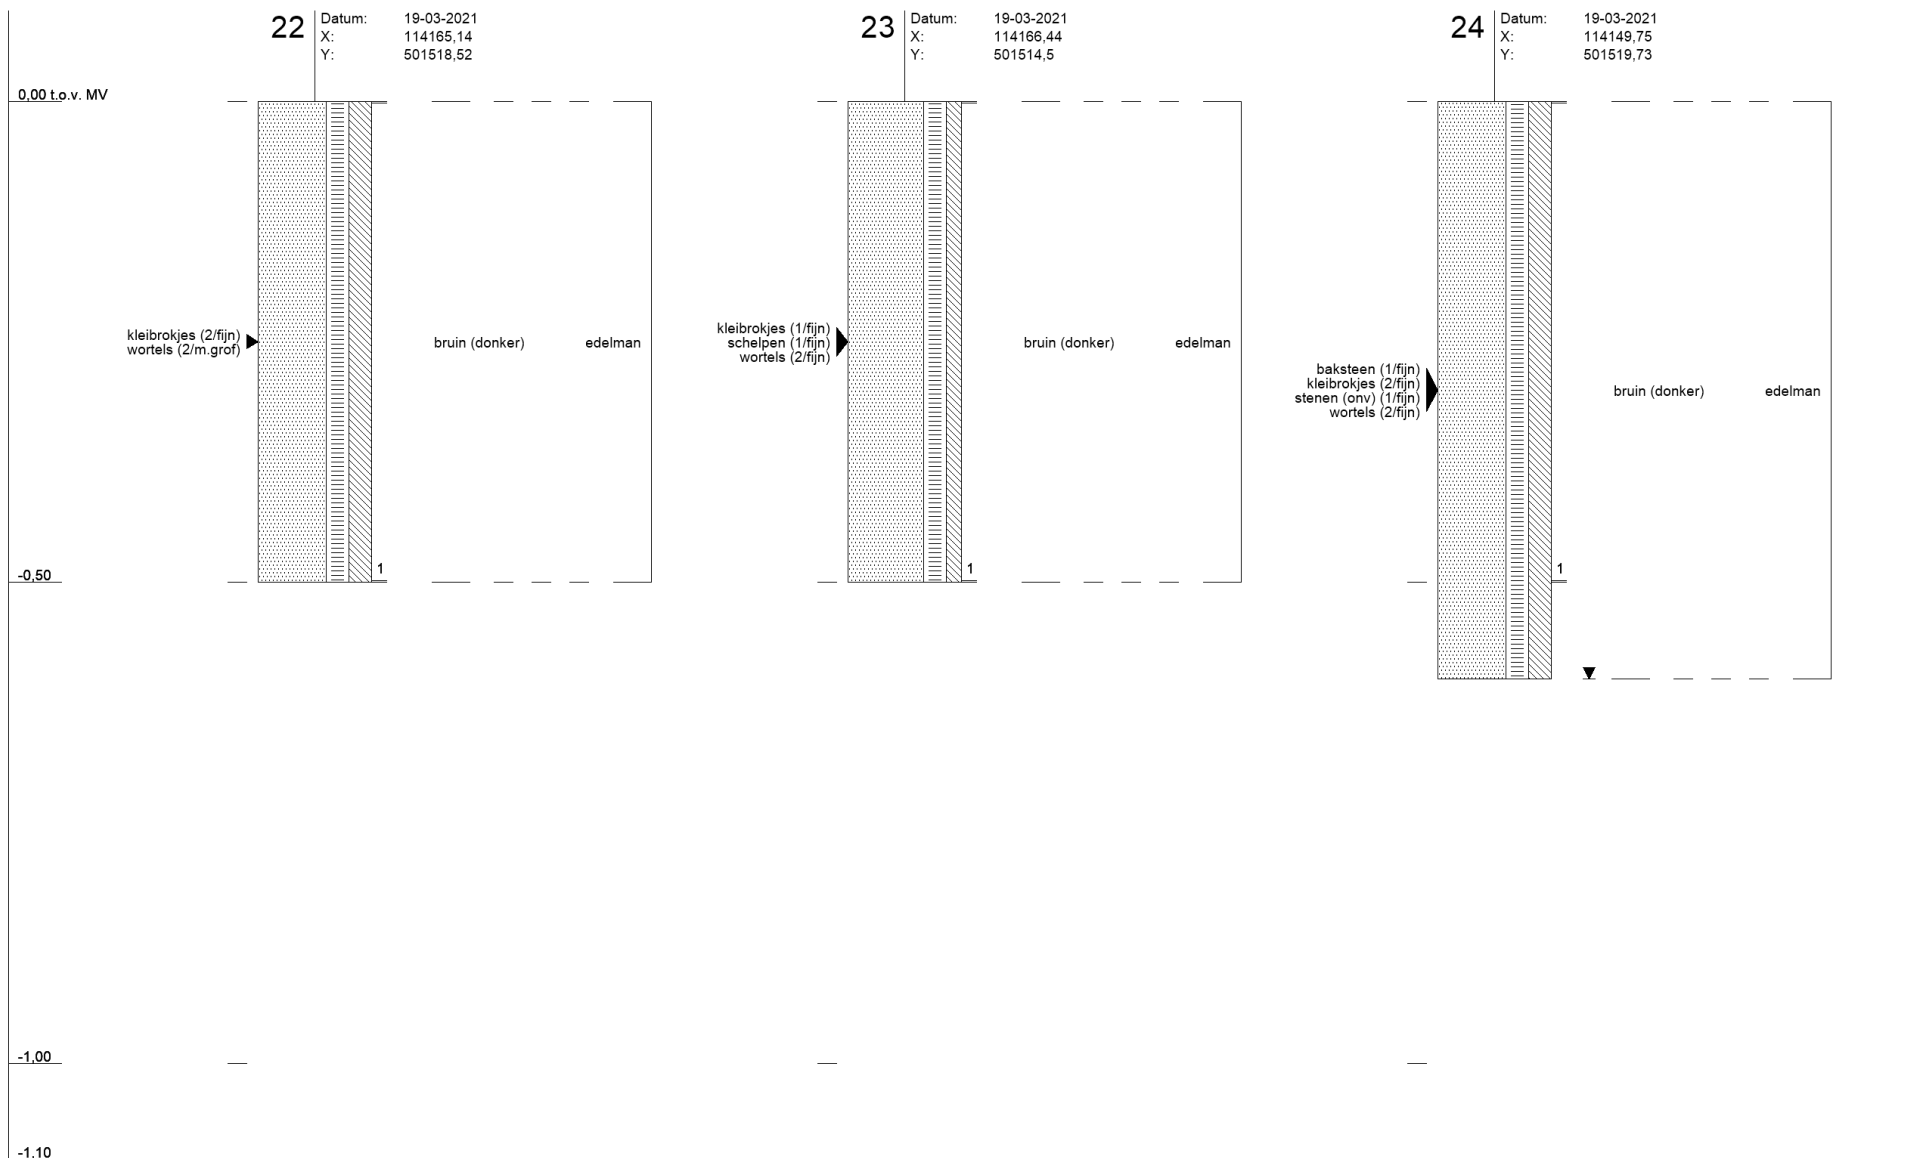 22
Datum: 19-03-2021
X: 114165,14
Y: 501518,52
23
Datum: 19-03-2021
X: 114166,44
Y: 501514,5
24
Datum: 19-03-2021
X: 114149,75
Y: 501519,73
0,00 t.o.v. MV
kleibrokjes (2/fijn)
wortels (2/m.grof)
bruin (donker)
edelman
1
kleibrokjes (1/fijn)
schelpen (1/fijn)
wortels (2/fijn)
bruin (donker)
edelman
1
baksteen (1/fijn)
kleibrokjes (2/fijn)
stenen (onv) (1/fijn)
wortels (2/fijn)
bruin (donker)
edelman
1
-0,50
-1,00
-1,10